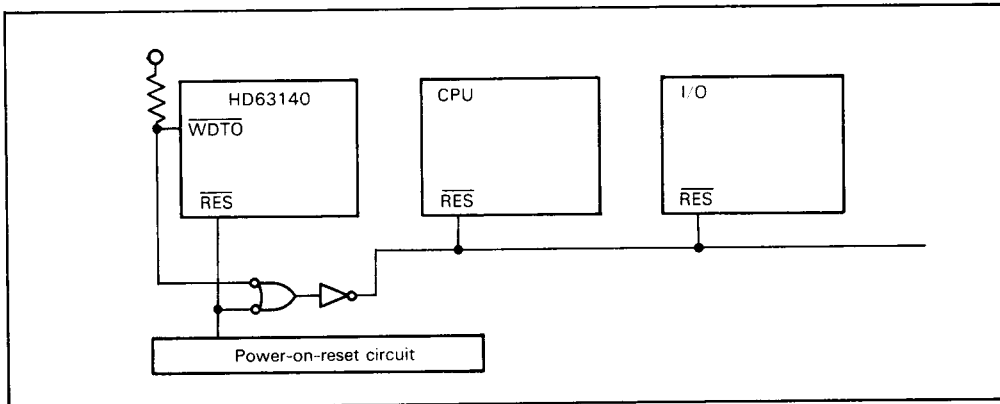 HD63140
CPU
I/O
WDTO
RES
RES
RES
Power-on-reset circuit